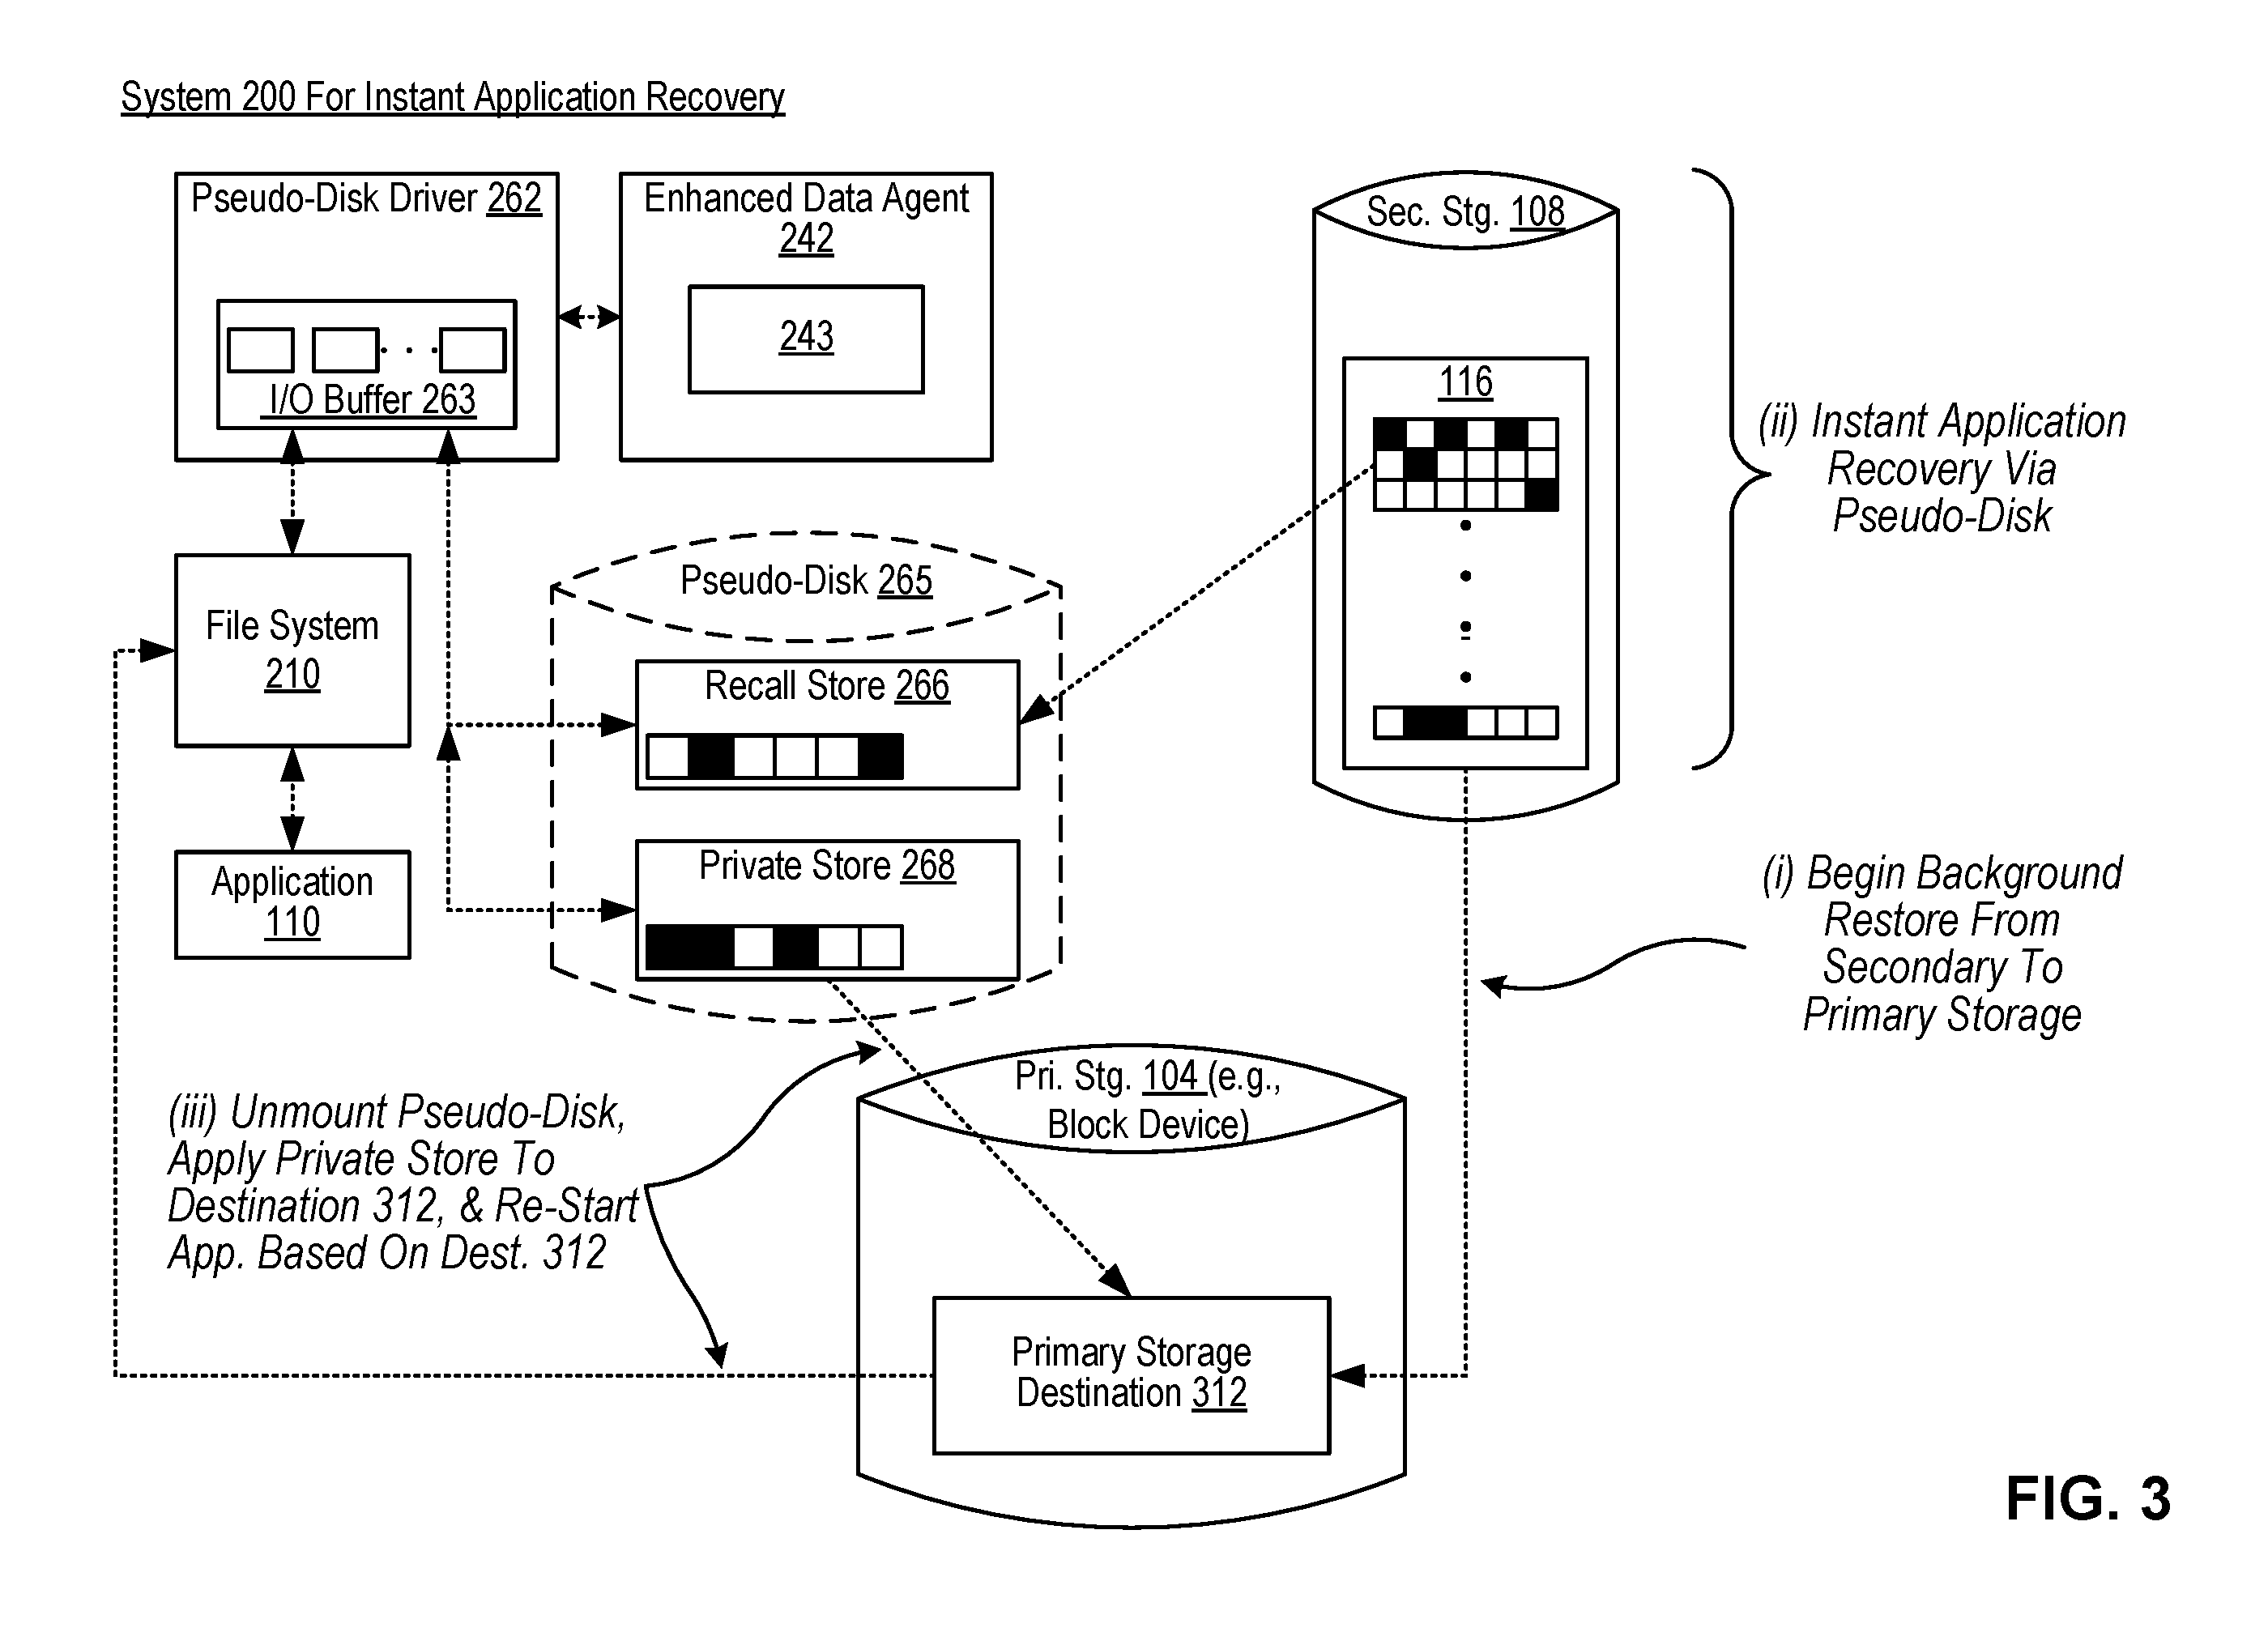 System 200 For Instant Application Recovery
Pseudo-Disk Driver 262
I/O Buffer 263
Enhanced Data Agent
242
243
Sec. Stg. 108
116
(ii) Instant Application
Recovery Via
Pseudo-Disk
File System
210
Pseudo-Disk 265
Recall Store 266
Private Store 268
Application
110
(i) Begin Background
Restore From
Secondary To
Primary Storage
Pri. Stg. 104 (e.g.,
Block Device)
(iii) Unmount Pseudo-Disk,
Apply Private Store To
Destination 312, & Re-Start
App. Based On Dest. 312
Primary Storage
Destination 312
FIG. 3